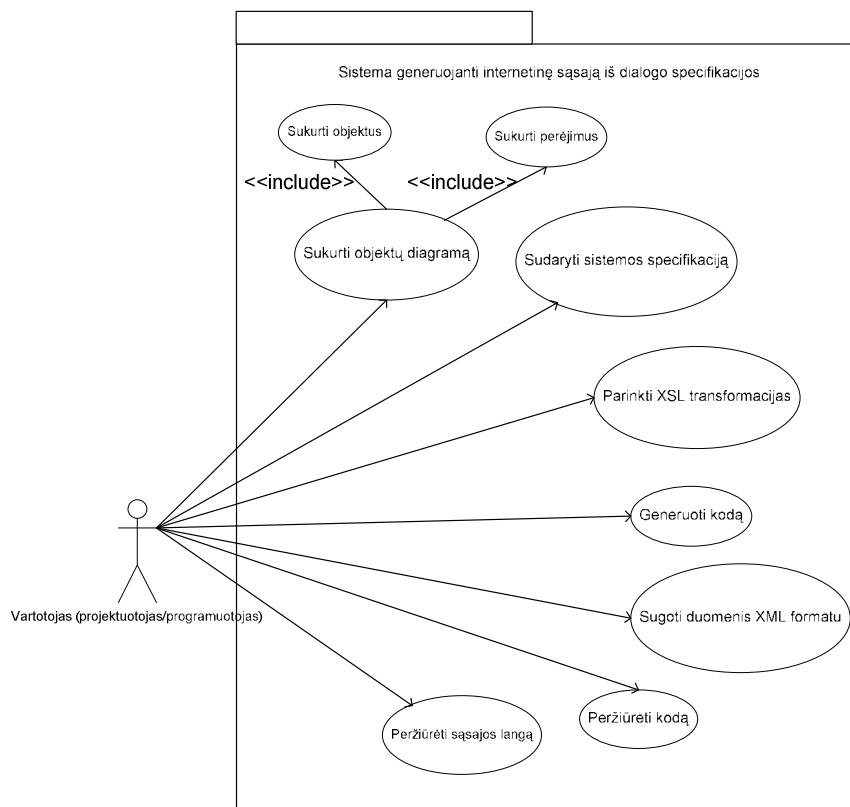 Sistema generuojanti internetinę sąsają iš dialogo specifikacijos
Sukurti objektus
Sukurti perėjimus
<<include>>
<<include>>
Sukurti objektų diagramą
Sudaryti sistemos specifikaciją
Parinkti XSL transformacijas
Generuoti kodą
Vartotojas (projektuotojas/programuotojas)
Sugoti duomenis XML formatu
Peržiūrėti kodą
Peržiūrėti sąsajos langą